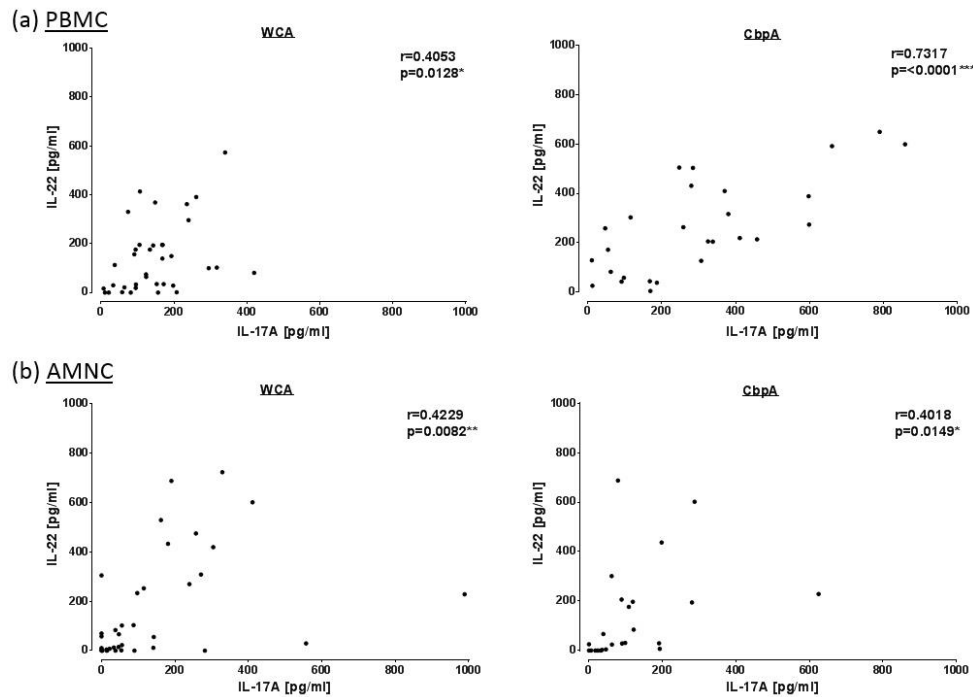 (a) PBMC
WCA
r=0.4053
p=0.0128*
1000
800
600
400
200
0
IL-22 [pg/ml]
0 200 400 600 800 1000
IL-17A [pg/ml]
CbpA
r=0.7317
p=<0.0001***
1000
800
600
400
200
0
IL-22 [pg/ml]
0 200 400 600 800 1000
IL-17A [pg/ml]
(b) AMNC
WCA
r=0.4229
p=0.0082**
1000
800
600
400
200
0
IL-22 [pg/ml]
0 200 400 600 800 1000
IL-17A [pg/ml]
CbpA
r=0.4018
p=0.0149*
1000
800
600
400
200
0
IL-22 [pg/ml]
0 200 400 600 800 1000
IL-17A [pg/ml]